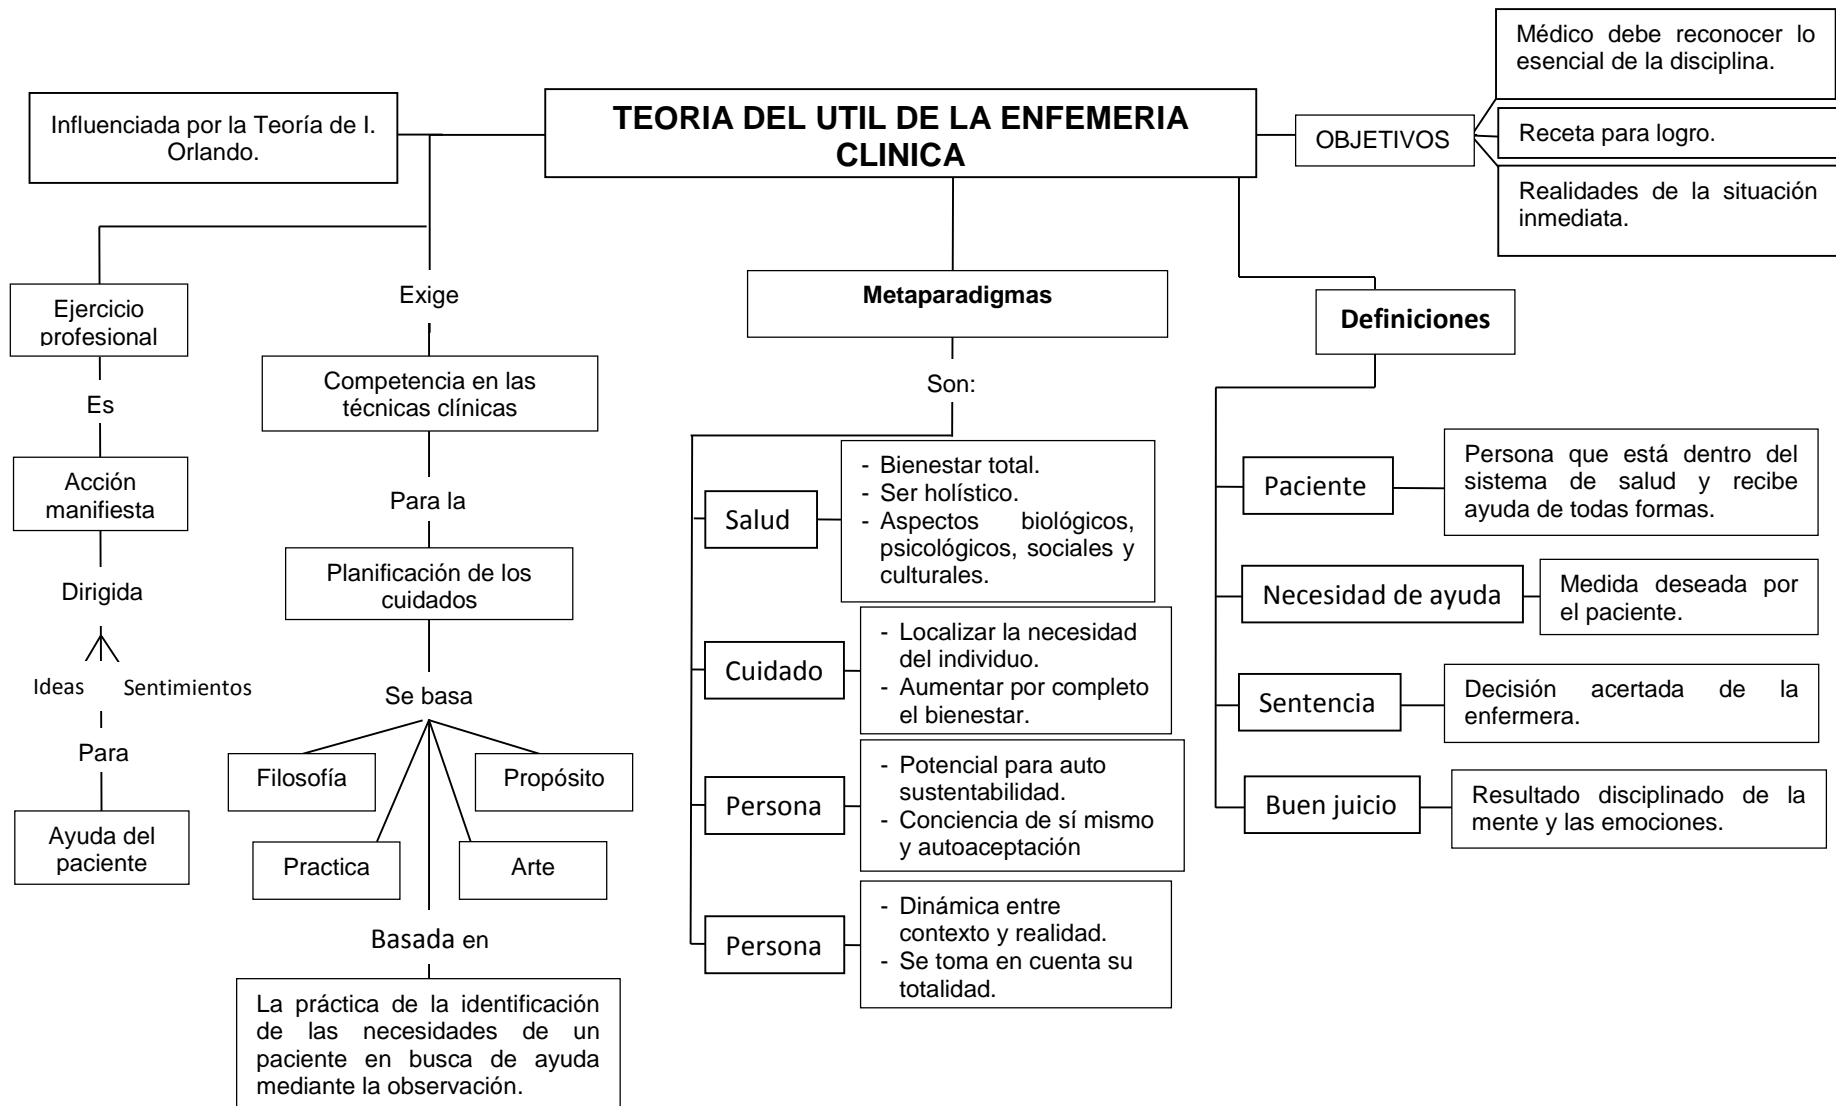 Médico debe reconocer lo
esencial de la disciplina.
Influenciada por la Teoría de I.
Orlando.
TEORIA DEL UTIL DE LA ENFEMERIA
CLINICA
OBJETIVOS
Receta para logro.
Realidades de la situación
inmediata.
Ejercicio
profesional
Es
Acción
manifiesta
Dirigida
Ideas
Sentimientos
Para
Ayuda del
paciente
Exige
Competencia en las
técnicas clínicas
Para la
Planificación de los
cuidados
Se basa
Filosofía
Propósito
Practica
Arte
Basada en
La práctica de la identificación
de las necesidades de un
paciente en busca de ayuda
mediante la observación.
Metaparadigmas
Son:
Salud
- Bienestar total.
- Ser holístico.
- Aspectos biológicos,
psicológicos, sociales y
culturales.
Cuidado
- Localizar la necesidad
del individuo.
- Aumentar por completo
el bienestar.
Persona
- Potencial para auto
sustentabilidad.
- Conciencia de sí mismo
y autoaceptación
Persona
- Dinámica entre
contexto y realidad.
- Se toma en cuenta su
totalidad.
Definiciones
Paciente
Persona que está dentro del
sistema de salud y recibe
ayuda de todas formas.
Necesidad de ayuda
Medida deseada por
el paciente.
Sentencia
Decisión acertada de la
enfermera.
Buen juicio
Resultado disciplinado de la
mente y las emociones.